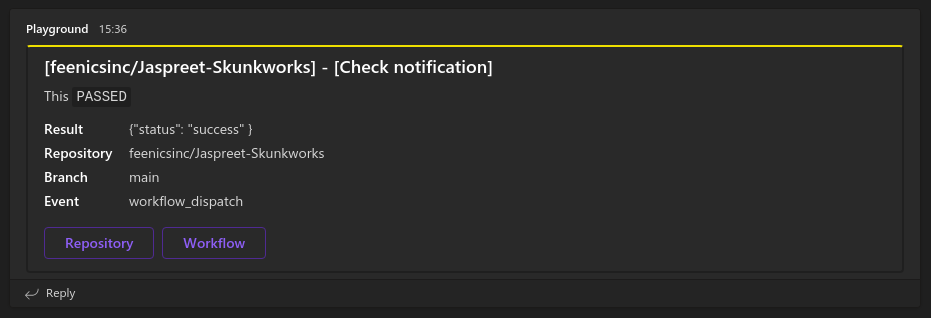 Playground 15:36
[feenicsinc/Jaspreet-Skunkworks] - [Check notification]
This PASSED
Result {"status": "success" }
Repository feenicsinc/Jaspreet-Skunkworks
Branch main
Event workflow_dispatch
Repository Workflow
Reply